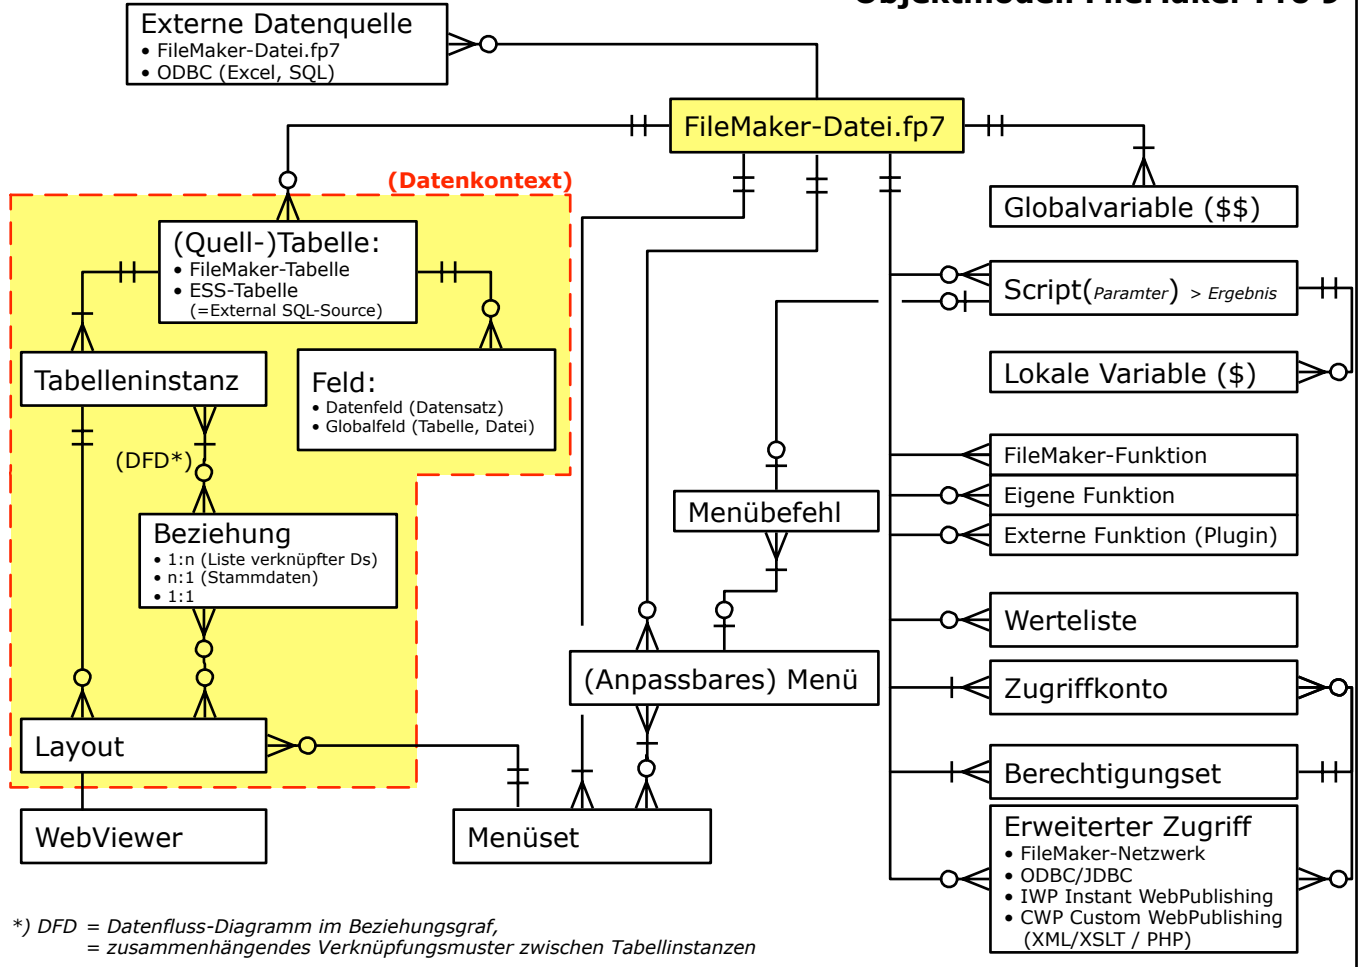 Objektmodell FileMaker Pro 9
Externe Datenquelle
• FileMaker-Datei.fp7
• ODBC (Excel, SQL)
FileMaker-Datei.fp7
(Datenkontext)
Globalvariable ($$)
(Quell-)Tabelle:
• FileMaker-Tabelle
• ESS-Tabelle
(=External SQL-Source)
Script(Paramter) > Ergebnis
Tabelleninstanz
Feld:
• Datenfeld (Datensatz)
• Globalfeld (Tabelle, Datei)
Lokale Variable ($)
(DFD*)
FileMaker-Funktion
Eigene Funktion
Externe Funktion (Plugin)
Menübefehl
Beziehung
• 1:n (Liste verknüpfter Ds)
• n:1 (Stammdaten)
• 1:1
Werteliste
(Anpassbares) Menü
Zugriffkonto
Layout
Berechtigungset
WebViewer
Menüset
Erweiterter Zugriff
• FileMaker-Netzwerk
• ODBC/JDBC
• IWP Instant WebPublishing
• CWP Custom WebPublishing
(XML/XSLT / PHP)
*) DFD = Datenfluss-Diagramm im Beziehungsgraf,
= zusammenhängendes Verknüpfungsmuster zwischen Tabellinstanzen